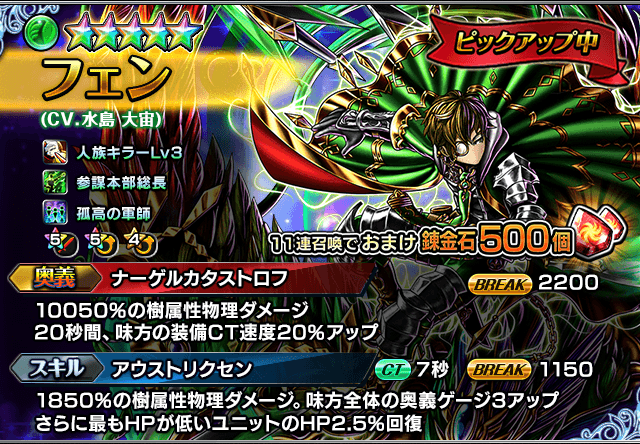 フェン
ピックアップ中
(CV.水島 大宙)
人族キラーLv3
参謀本部総長
孤高の軍師
5 5 4
11連召喚でおまけ錬金石500個
奥義 ナーゲルカタストロフ BREAK 2200
10050%の樹属性物理ダメージ
20秒間、味方の装備CT速度20%アップ
スキル アウストリクセン CT 7秒 BREAK 1150
1850%の樹属性物理ダメージ。味方全体の奥義ゲージ3アップ
さらに最もHPが低いユニットのHP2.5%回復